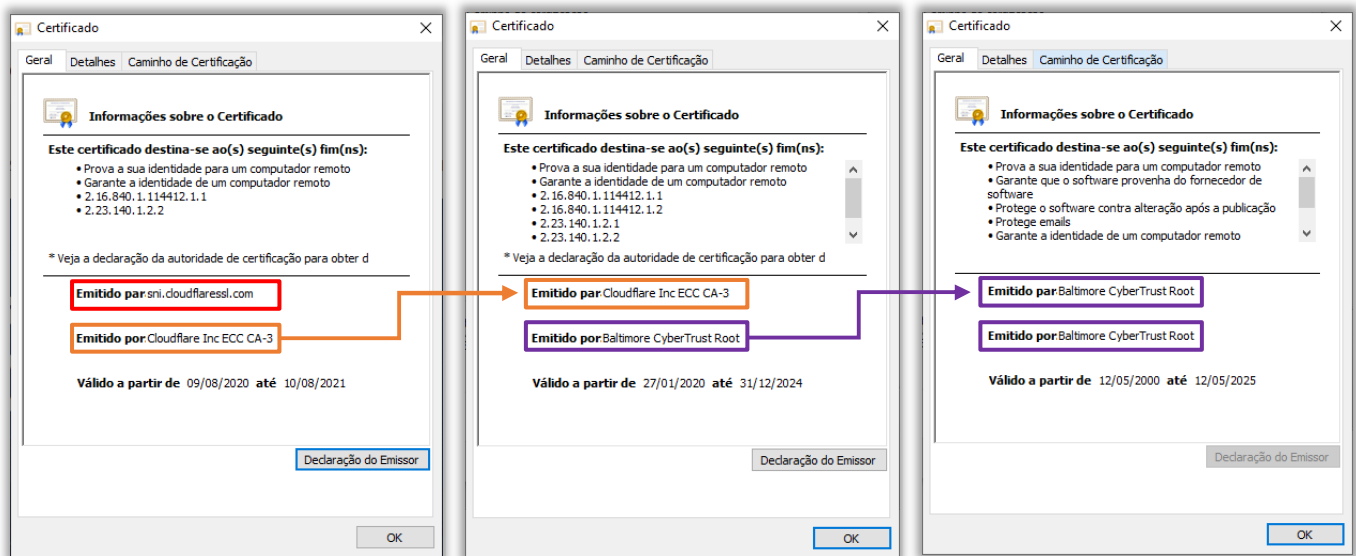 Certificado
Geral Detalhes Caminho de Certificação
Informações sobre o Certificado
Este certificado destina-se ao(s) seguinte(s) fim(ns):
• Prova a sua identidade para um computador remoto
• Garante a identidade de um computador remoto
• 2.16.840.1.114412.1.1
• 2.23.140.1.2.2
* Veja a declaração da autoridade de certificação para obter d
Emitido par sni.cloudflaressl.com
Emitido por Cloudflare Inc ECC CA-3
Válido a partir de 09/08/2020 até 10/08/2021
Declaração do Emissor
OK
Certificado
Geral Detalhes Caminho de Certificação
Informações sobre o Certificado
Este certificado destina-se ao(s) seguinte(s) fim(ns):
• Prova a sua identidade para um computador remoto
• Garante a identidade de um computador remoto
• 2.16.840.1.114412.1.1
• 2.16.840.1.114412.1.2
• 2.23.140.1.2.1
• 2.23.140.1.2.2
* Veja a declaração da autoridade de certificação para obter d
Emitido par Cloudflare Inc ECC CA-3
Emitido por Baltimore CyberTrust Root
Válido a partir de 27/01/2020 até 31/12/2024
Declaração do Emissor
OK
Certificado
Geral Detalhes Caminho de Certificação
Informações sobre o Certificado
Este certificado destina-se ao(s) seguinte(s) fim(ns):
• Prova a sua identidade para um computador remoto
• Garante que o software provenha do fornecedor de
software
• Protege o software contra alteração após a publicação
• Protege emails
• Garante a identidade de um computador remoto
Emitido par Baltimore CyberTrust Root
Emitido por Baltimore CyberTrust Root
Válido a partir de 12/05/2000 até 12/05/2025
Declaração do Emissor
OK